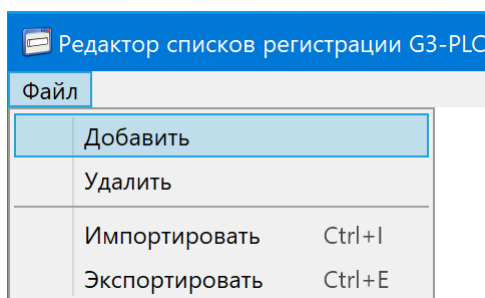 Редактор списков регистрации G3-PLC
Файл
Добавить
Удалить
Импортировать Ctrl+I
Экспортировать Ctrl+E